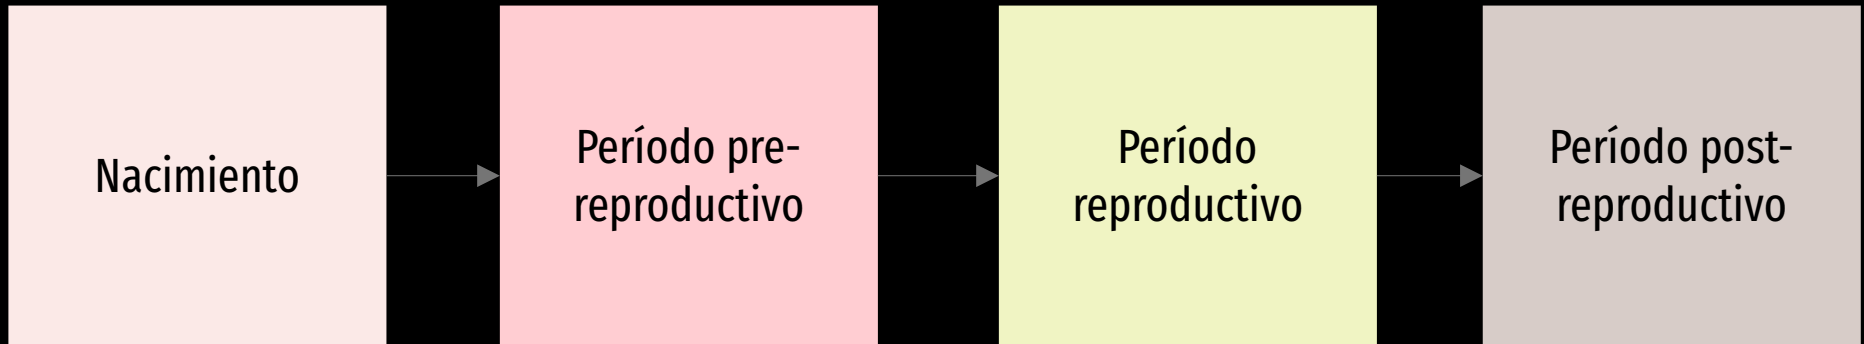 Nacimiento
Período pre-
reproductivo
Período
reproductivo
Período post-
reproductivo